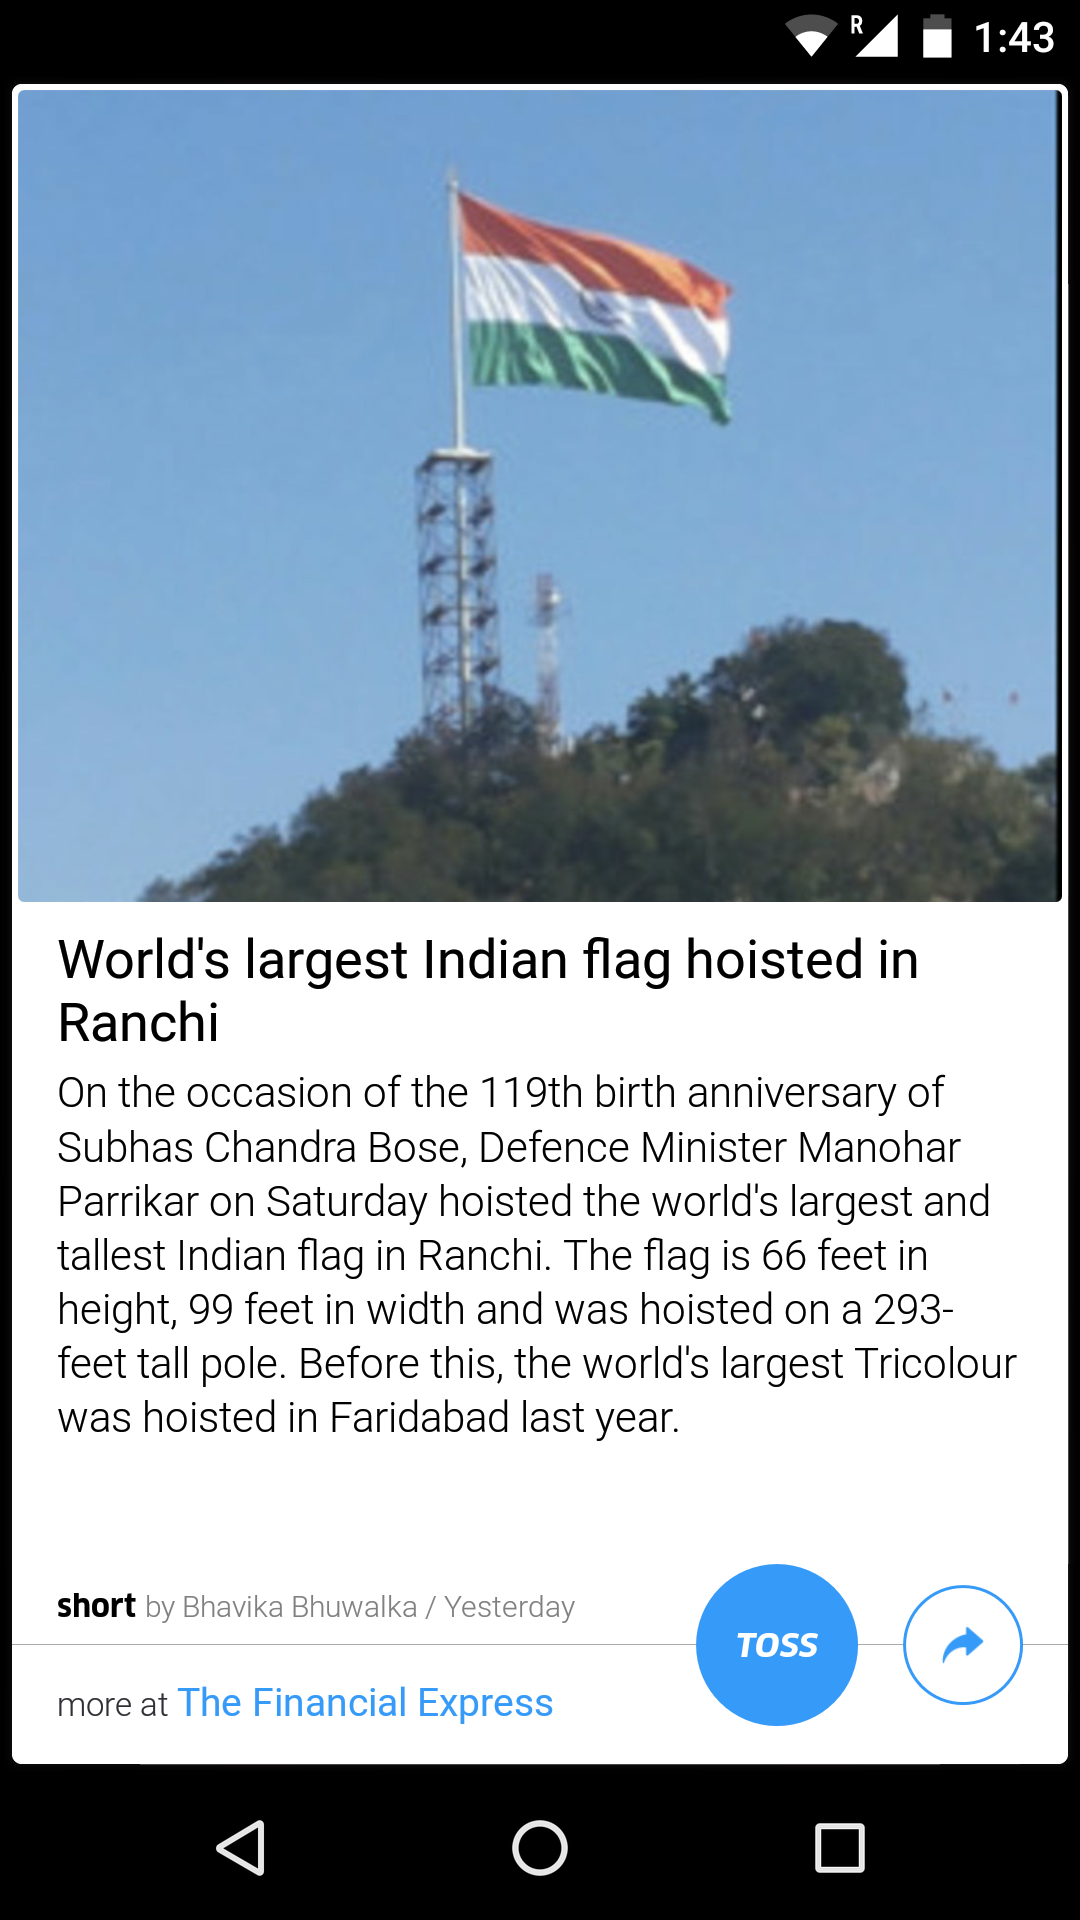 R 1:43
World's largest Indian flag hoisted in
Ranchi
On the occasion of the 119th birth anniversary of
Subhas Chandra Bose, Defence Minister Manohar
Parrikar on Saturday hoisted the world's largest and
tallest Indian flag in Ranchi. The flag is 66 feet in
height, 99 feet in width and was hoisted on a 293-
feet tall pole. Before this, the world's largest Tricolour
was hoisted in Faridabad last year.
short by Bhavika Bhuwalka / Yesterday
TOSS
more at The Financial Express